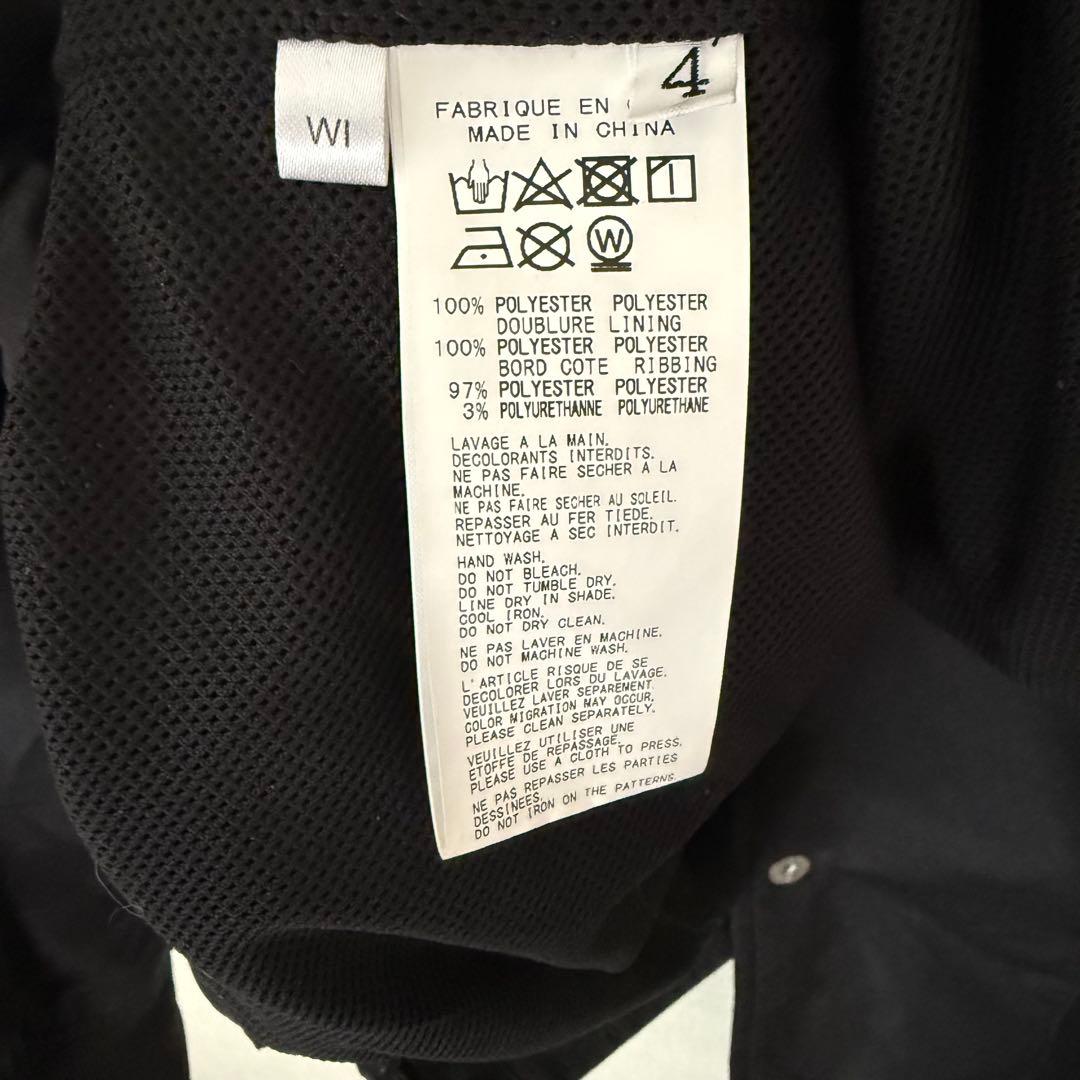 WI
4
FABRIQUE EN
MADE IN CHINA
W
100% POLYESTER POLYESTER
DOUBLURE LINING
100% POLYESTER POLYESTER
BORD COTE RIBBING
97% POLYESTER POLYESTER
3% POLYURETHANNE POLYURETHANE
LAVAGE A LA MAIN.
DECOLORANTS INTERDITS.
NE PAS FAIRE SECHER A LA
MACHINE.
NE PAS FAIRE SECHER AU SOLEIL.
REPASSER AU FER TIEDE.
NETTOYAGE A SEC INTERDIT.
HAND WASH.
DO NOT BLEACH.
DO NOT TUMBLE DRY.
LINE DRY IN SHADE.
COOL IRON.
DO NOT DRY CLEAN.
NE PAS LAVER EN MACHINE.
DO NOT MACHINE WASH.
L'ARTICLE RISQUE DE SE
DECOLORER LORS DU LAVAGE.
VEUILLEZ LAVER SEPAREMENT.
COLOR MIGRATION MAY OCCUR.
PLEASE CLEAN SEPARATELY.
VEUILLEZ UTILISER UNE
ETOFFE DE REPASSAGE.
PLEASE USE A CLOTH TO PRESS.
NE PAS REPASSER LES PARTIES
DESSINEES.
DO NOT IRON ON THE PATTERNS.